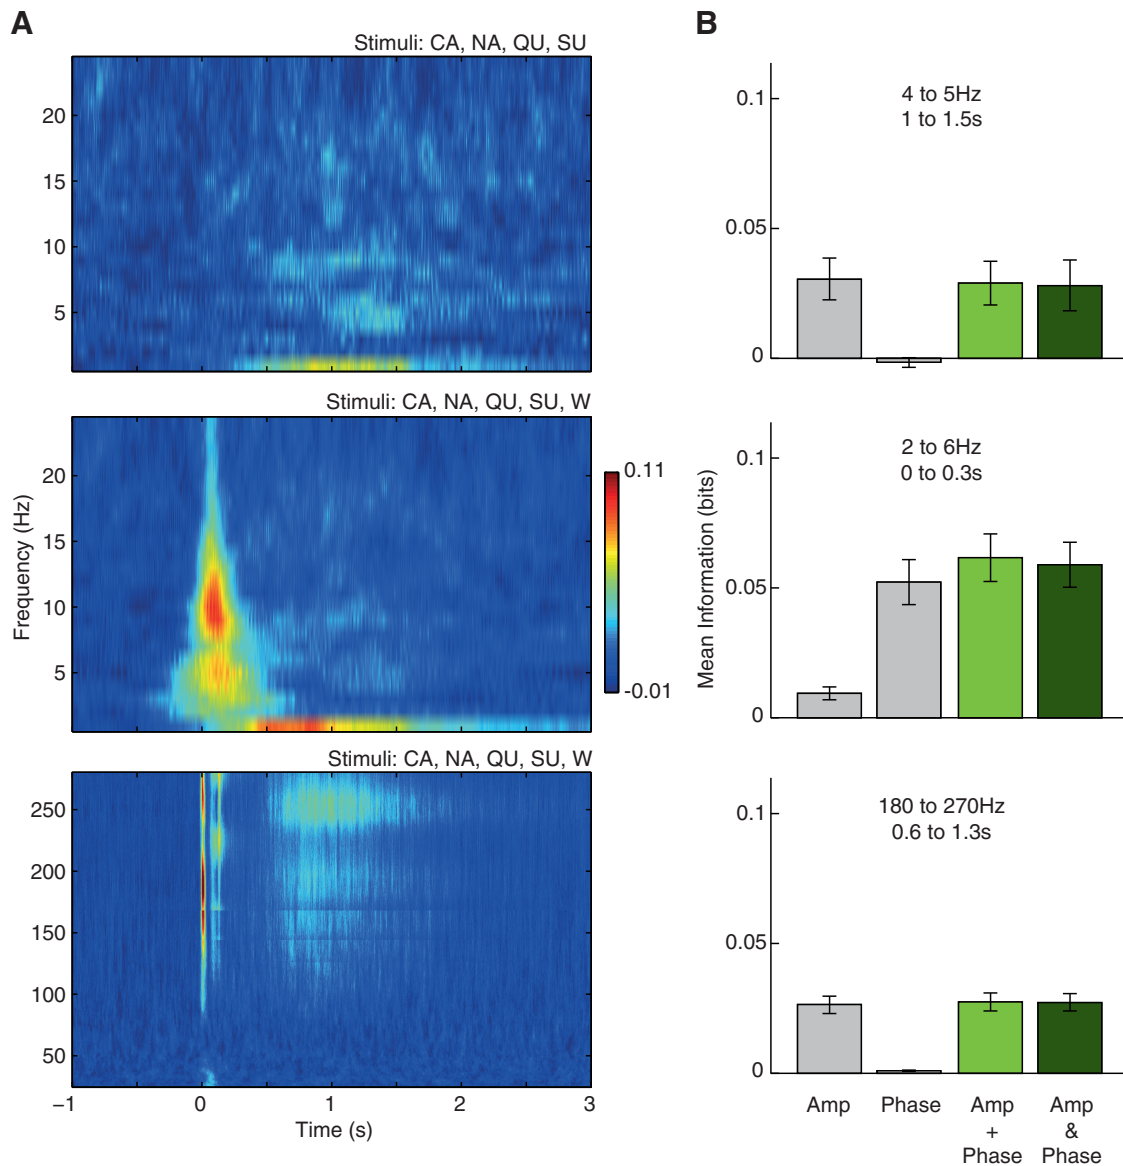 A
Stimuli: CA, NA, QU, SU
20
15
10
5
Stimuli: CA, NA, QU, SU, W
20
15
10
5
Frequency (Hz)
0.11
-0.01
Stimuli: CA, NA, QU, SU, W
250
200
150
100
50
−1
0
1
2
3
Time (s)
B
4 to 5Hz
1 to 1.5s
0.1
0.05
0
2 to 6Hz
0 to 0.3s
0.1
0.05
0
Mean Information (bits)
180 to 270Hz
0.6 to 1.3s
0.1
0.05
0
Amp
Phase
Amp
+
Phase
Amp
&
Phase